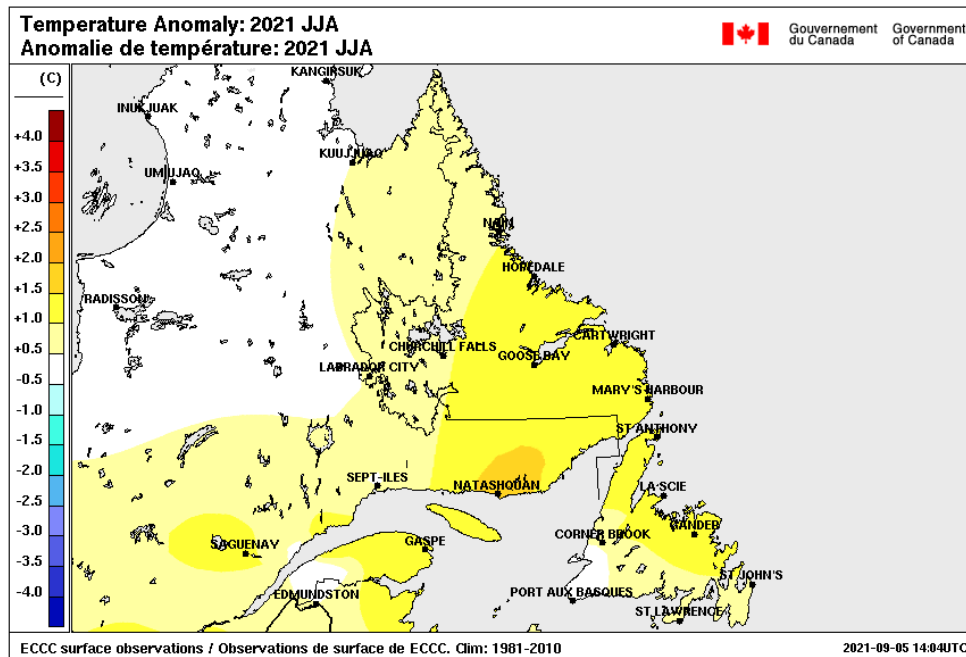 Temperature Anomaly: 2021 JJA
Anomalie de température: 2021 JJA
Gouvernement du Canada
Government of Canada
(C)
+4.0
+3.5
+3.0
+2.5
+2.0
+1.5
+1.0
+0.5
-0.5
-1.0
-1.5
-2.0
-2.5
-3.0
-3.5
-4.0
KANGIRSUK
INUKJUAK
KUUJJUAQ
UMIUJAQ
NAIN
HOPEDALE
RADISSON
CARTWRIGHT
CHURCHILL FALLS
GOOSE BAY
LABRADOR CITY
MARY'S HARBOUR
ST ANTHONY
SEPT-ILES
NATASHQUAN
LA SCIE
GANDER
CORNER BROOK
GASPE
SAGUENAY
ST JOHN'S
EDMUNDSTON
PORT AUX BASQUES
ST LAWRENCE
ECCC surface observations / Observations de surface de ECCC. Clim: 1981-2010
2021-09-05 14:04UTC